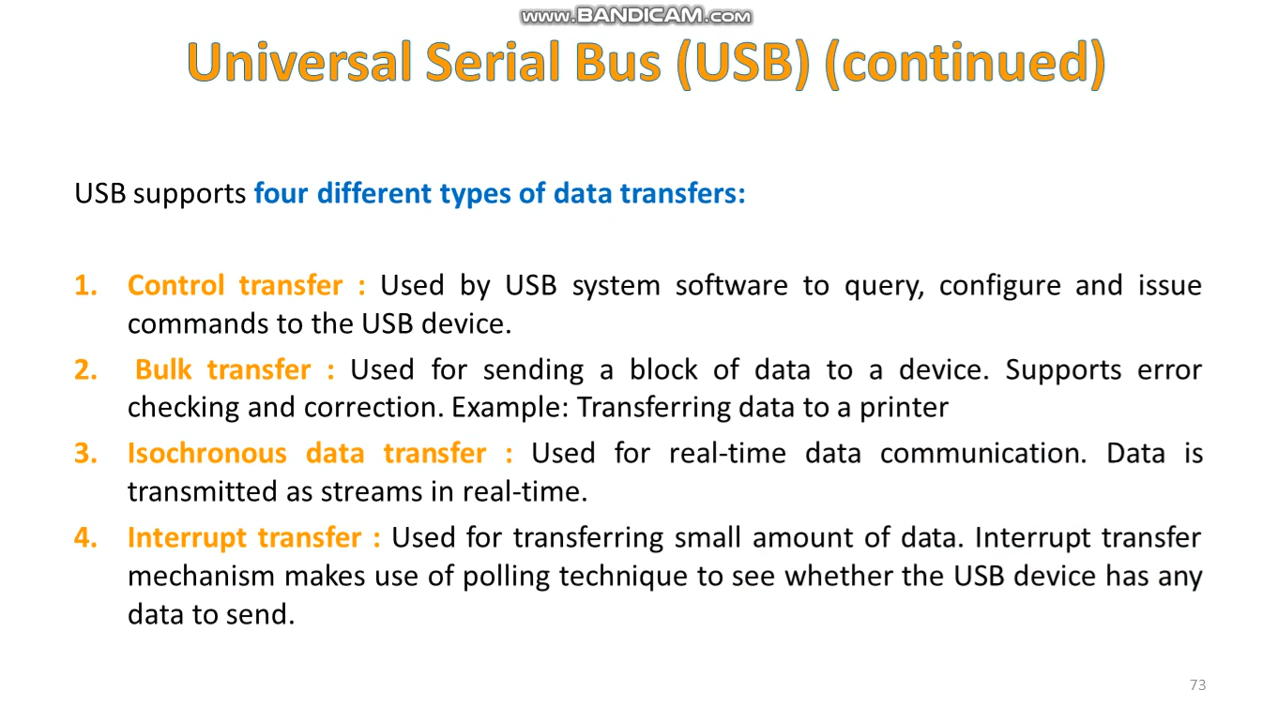 www.BANDICAM.com
Universal Serial Bus (USB) (continued)
USB supports four different types of data transfers:
1. Control transfer : Used by USB system software to query, configure and issue
commands to the USB device.
2. Bulk transfer : Used for sending a block of data to a device. Supports error
checking and correction. Example: Transferring data to a printer
3. Isochronous data transfer : Used for real-time data communication. Data is
transmitted as streams in real-time.
4. Interrupt transfer : Used for transferring small amount of data. Interrupt transfer
mechanism makes use of polling technique to see whether the USB device has any
data to send.
73